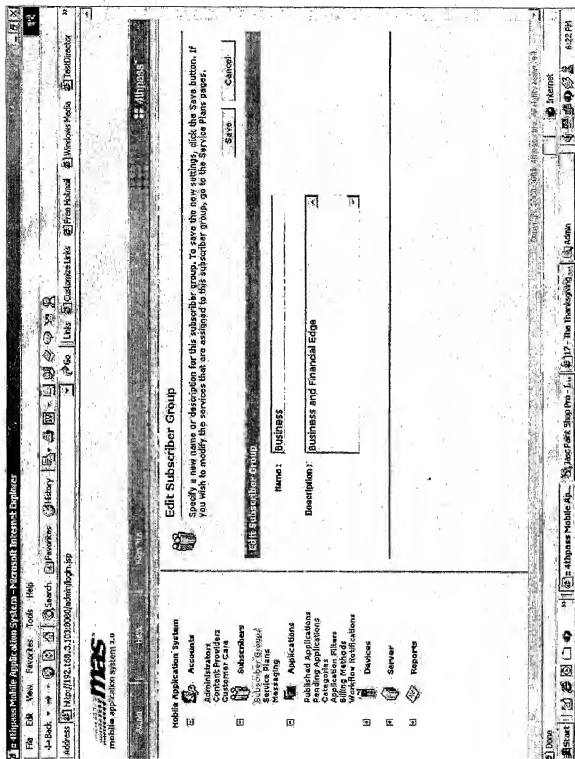 4thpass Mobile Application System - Microsoft Internet Explorer
File Edit View Favorites Tools Help
Back Search Favorites History
Address http://192.168.3.103:8080/admin/login.jsp Go Links Customize Links Free Hotmail Windows Media TestDirector
mas
mobile application system 2.0
4thpass
Mobile Application System
Accounts
Administrators
Content Providers
Customer Care
Subscribers
Subscriber Groups
Service Plans
Messaging
Applications
Published Applications
Pending Applications
Categories
Application Filters
Billing Methods
Workflow Notifications
Devices
Server
Reports
Edit Subscriber Group
Specify a new name or description for this subscriber group. To save the new settings, click the Save button. If
you wish to modify the services that are assigned to this subscriber group, go to the Service Plans pages.
Save Cancel
Edit Subscriber Group
Name: Business
Description: Business and Financial Edge
Done Internet
Start 4thpass Mobile Ap... Jasc Paint Shop Pro - I... 17 - The Thanksgiving... Admin 6:22 PM